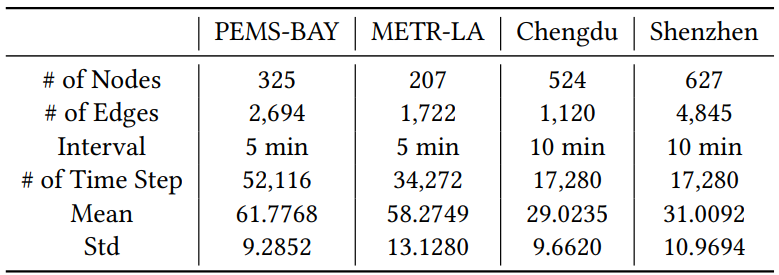 PEMS-BAY METR-LA Chengdu Shenzhen
# of Nodes 325 207 524 627
# of Edges 2,694 1,722 1,120 4,845
Interval 5 min 5 min 10 min 10 min
# of Time Step 52,116 34,272 17,280 17,280
Mean 61.7768 58.2749 29.0235 31.0092
Std 9.2852 13.1280 9.6620 10.9694